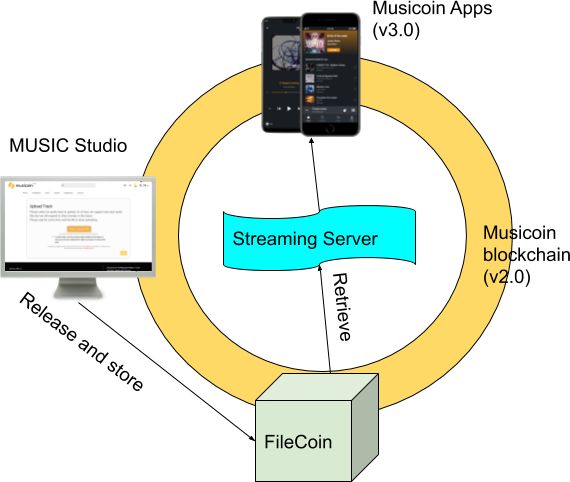 Musicoin Apps
(v3.0)
MUSIC Studio
musicoin
Upload Track
Streaming Server
Musicoin
blockchain
(v2.0)
Retrieve
Release and store
FileCoin